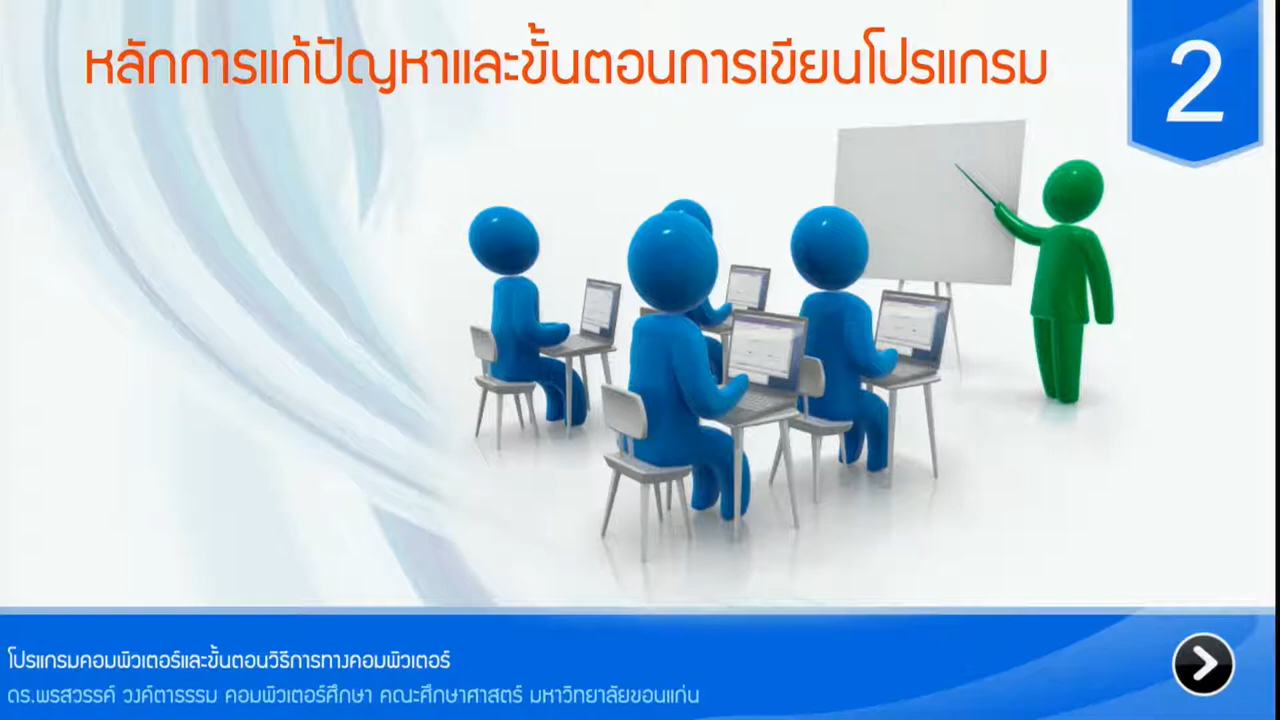 หลักการแก้ปัญหาและขั้นตอนการเขียนโปรแกรม
2
โปรแกรมคอมพิวเตอร์และขั้นตอนวิธีการทางคอมพิวเตอร์
ดร.พรสวรรค์ วงค์ตาธรรม คอมพิวเตอร์ศึกษา คณะศึกษาศาสตร์ มหาวิทยาลัยขอนแก่น